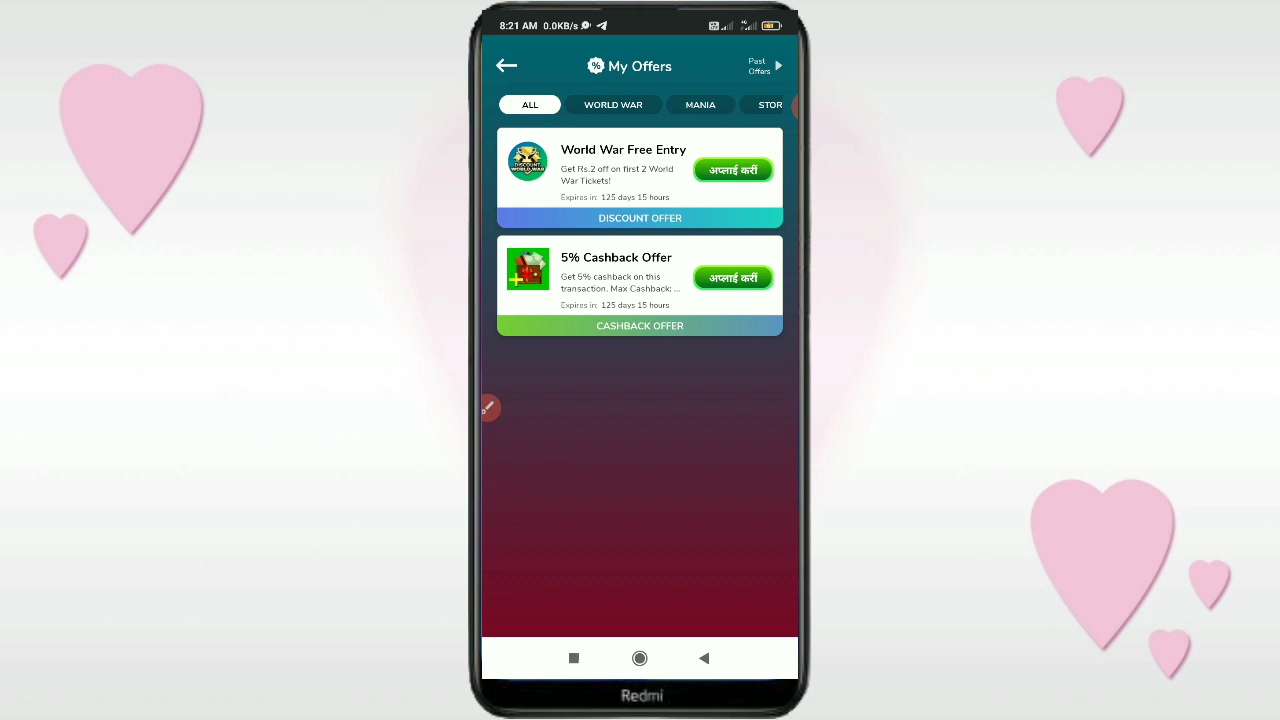 8:21 AM 0.0KB/s
My Offers
Past
Offers
ALL
WORLD WAR
MANIA
STOR
World War Free Entry
Get Rs.2 off on first 2 World
War Tickets!
अप्लाई करीं
Expires in: 125 days 15 hours
DISCOUNT OFFER
5% Cashback Offer
Get 5% cashback on this
transaction. Max Cashback: ...
अप्लाई करीं
Expires in: 125 days 15 hours
CASHBACK OFFER
Redmi